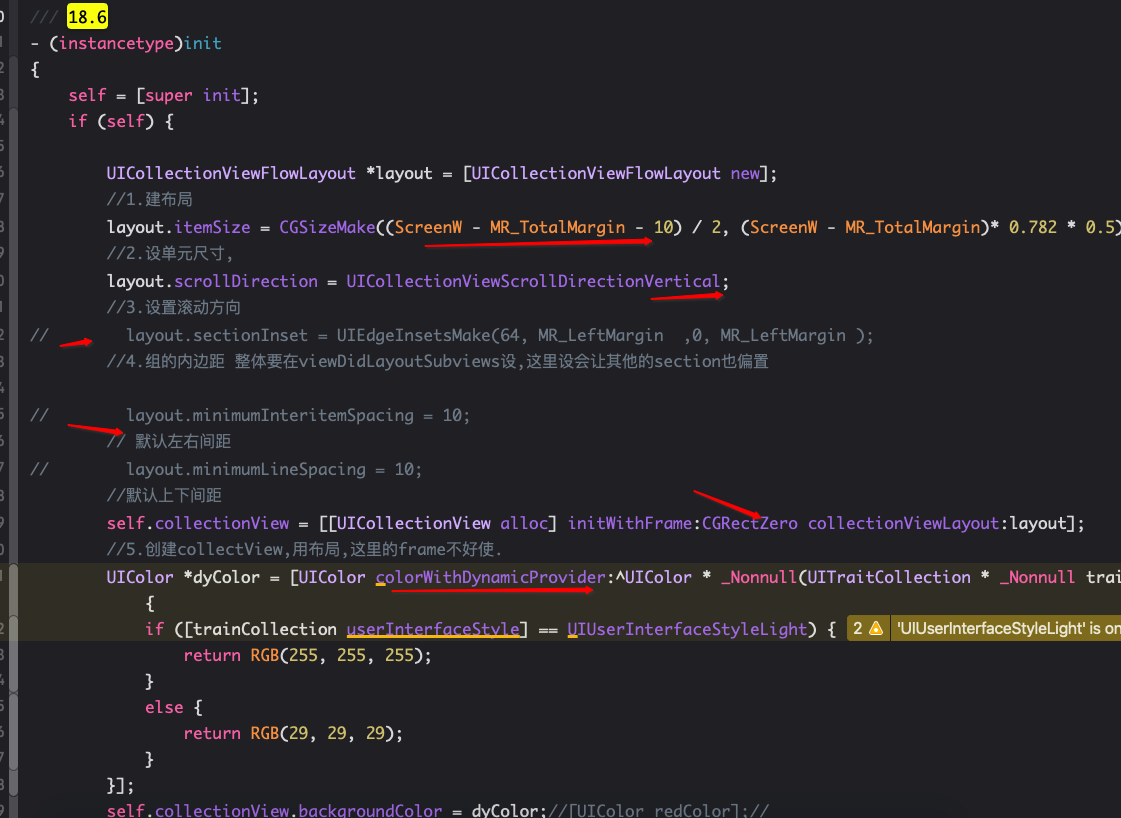 /// 18.6
- (instancetype)init
{
self = [super init];
if (self) {
UICollectionViewFlowLayout *layout = [UICollectionViewFlowLayout new];
//1.建布局
layout.itemSize = CGSizeMake((ScreenW - MR_TotalMargin - 10) / 2, (ScreenW - MR_TotalMargin)* 0.782 * 0.5)
//2.设单元尺寸,
layout.scrollDirection = UICollectionViewScrollDirectionVertical;
//3.设置滚动方向
// layout.sectionInset = UIEdgeInsetsMake(64, MR_LeftMargin ,0, MR_LeftMargin );
//4.组的内边距 整体要在viewDidLayoutSubviews设,这里设会让其他的section也偏置
// layout.minimumInteritemSpacing = 10;
// 默认左右间距
// layout.minimumLineSpacing = 10;
//默认上下间距
self.collectionView = [[UICollectionView alloc] initWithFrame:CGRectZero collectionViewLayout:layout];
//5.创建collectView,用布局,这里的frame不好使.
UIColor *dyColor = [UIColor colorWithDynamicProvider:^UIColor * _Nonnull(UITraitCollection * _Nonnull trai
{
if ([trainCollection userInterfaceStyle] == UIUserInterfaceStyleLight) { 2 'UIUserInterfaceStyleLight' is on
return RGB(255, 255, 255);
}
else {
return RGB(29, 29, 29);
}
}];
self.collectionView.backgroundColor = dyColor;//[UIColor redColor];//